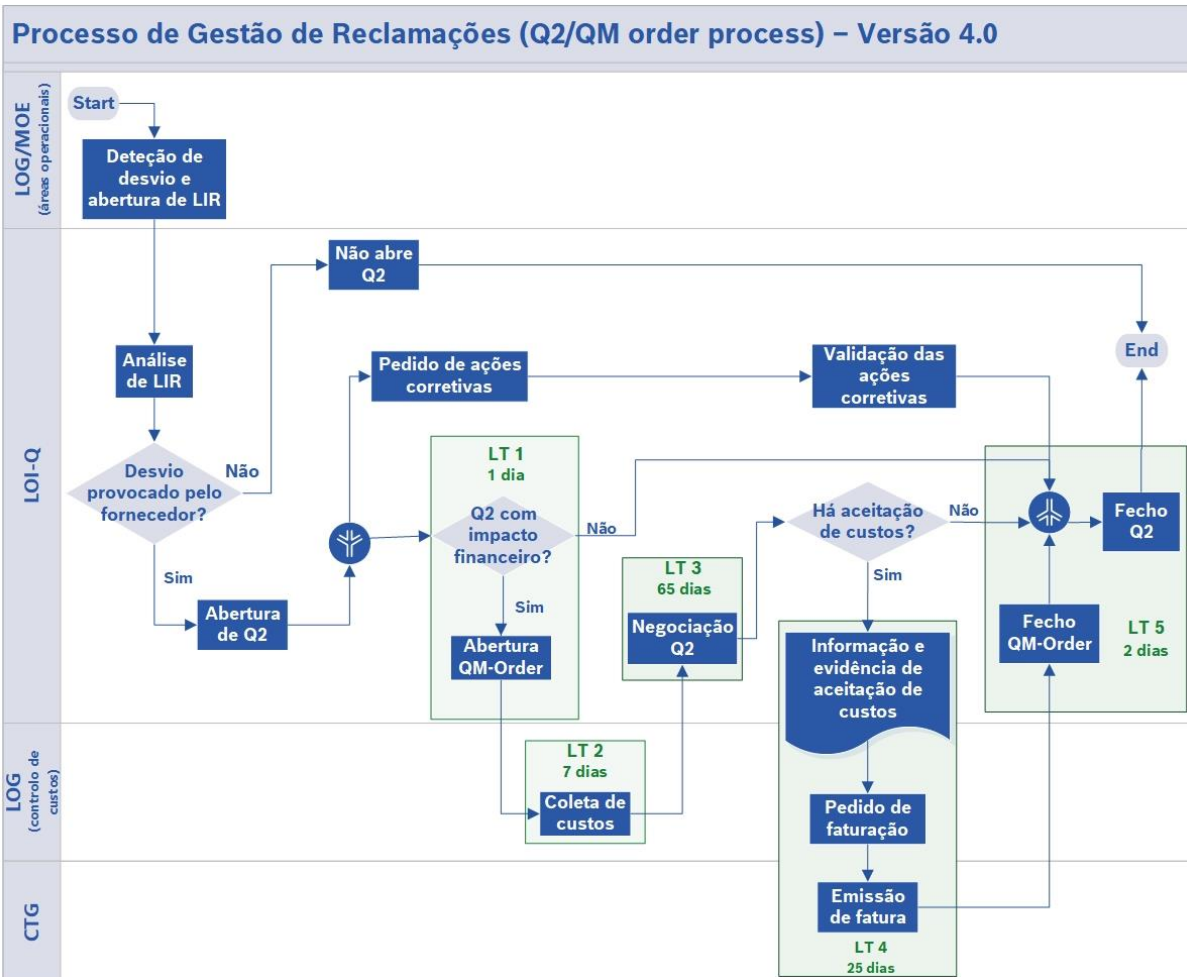 Processo de Gestão de Reclamações (Q2/QM order process) – Versão 4.0
LOG/MOE
(áreas operacionais)
Start
Deteção de
desvio e
abertura de LIR
LOI-Q
Não abre
Q2
Análise
de LIR
Pedido de ações
corretivas
Validação das
ações
corretivas
End
Desvio
provocado pelo
fornecedor?
Não
Sim
Abertura
de Q2
LT 1
1 dia
Q2 com
impacto
financeiro?
Não
Sim
Abertura
QM-Order
LT 3
65 dias
Negociação
Q2
Há aceitação
de custos?
Não
Sim
Informação e
evidência de
aceitação de
custos
Fecho
Q2
Fecho
QM-Order
LT 5
2 dias
LOG
(controlo de
custos)
LT 2
7 dias
Coleta de
custos
Pedido de
faturação
CTG
Emissão
de fatura
LT 4
25 dias